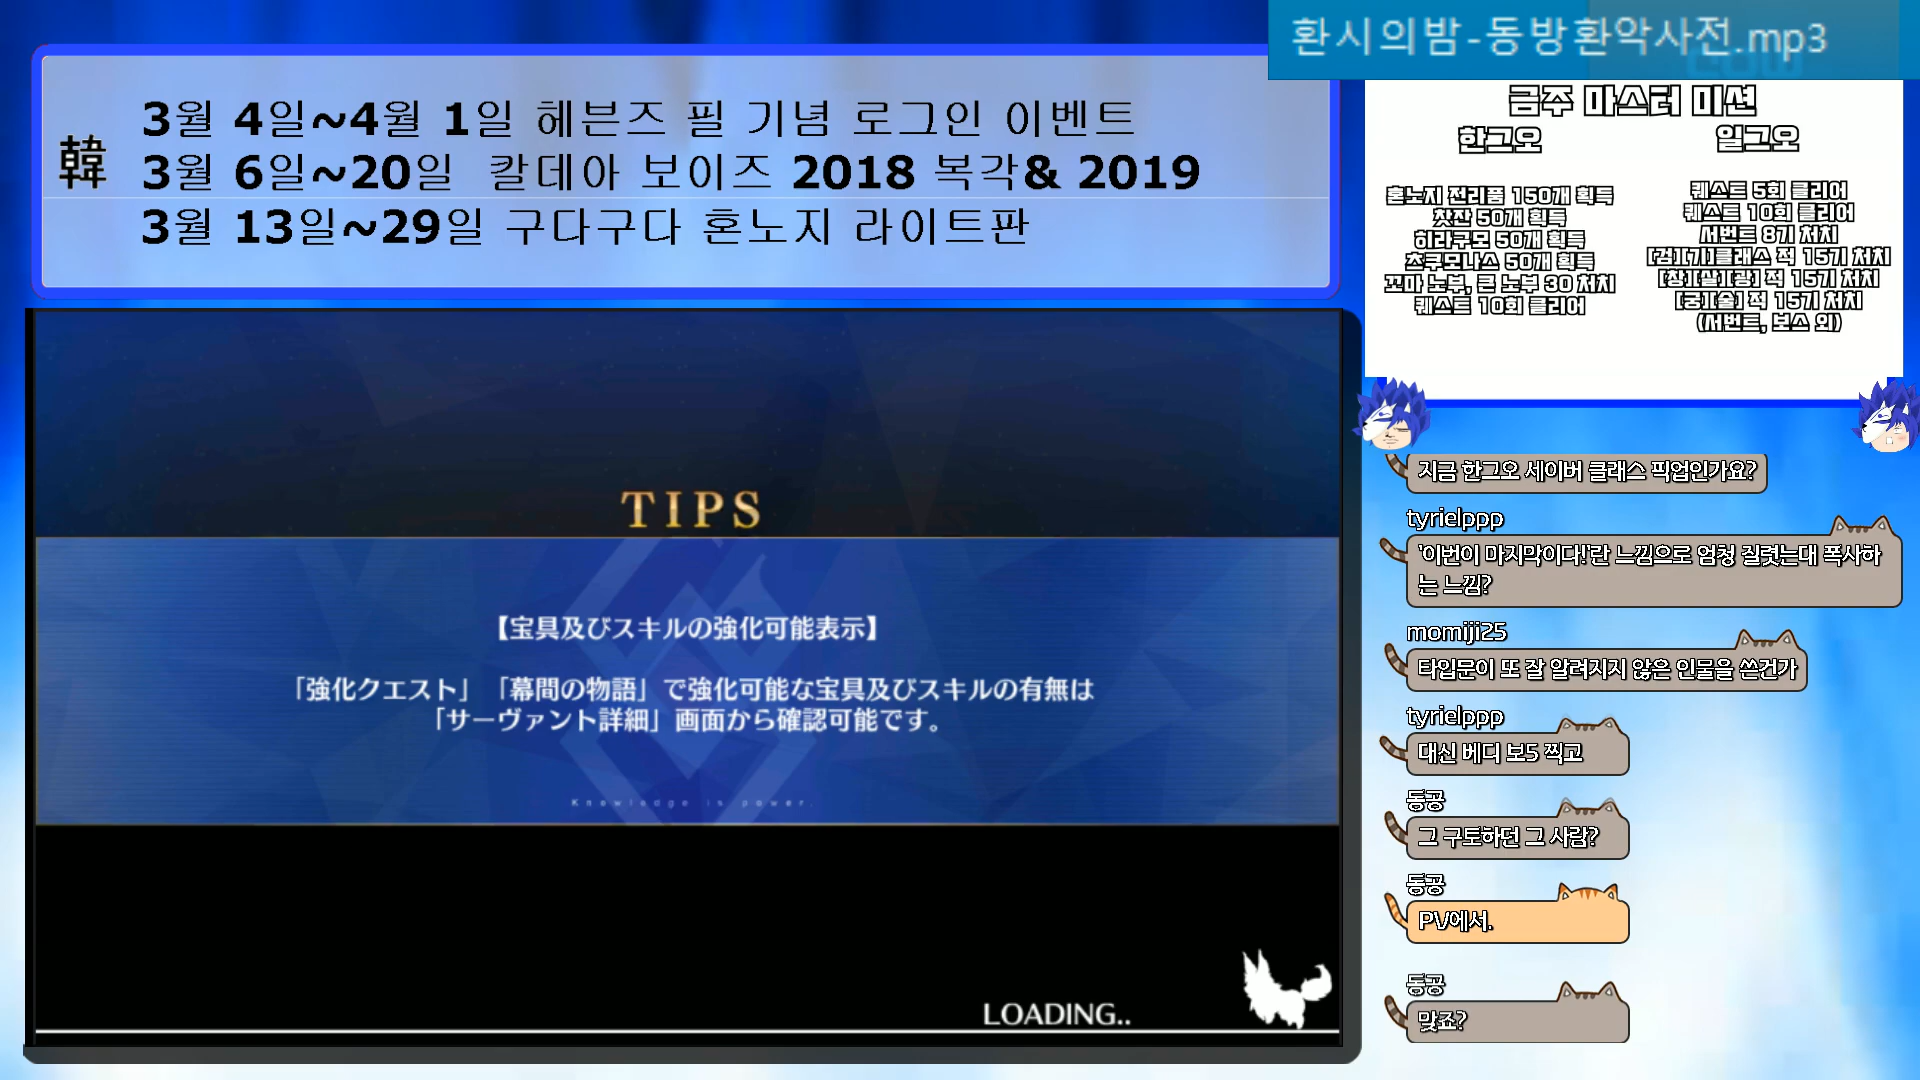 환시의밤-동방환악사전.mp3
韓
3월 4일~4월 1일 헤븐즈 필 기념 로그인 이벤트
3월 6일~20일 칼데아 보이즈 2018 복각& 2019
3월 13일~29일 구다구다 혼노지 라이트판
금주 마스터 미션
한그오
혼노지 전리품 150개 획득
찻잔 50개 획득
히라구모 50개 획득
츠쿠모나스 50개 획득
꼬마 노부, 큰 노부 30 처치
퀘스트 10회 클리어
일그오
퀘스트 5회 클리어
퀘스트 10회 클리어
서번트 8기 처치
[검][기]클래스 적 15기 처치
[창][살][광] 적 15기 처치
[궁][술] 적 15기 처치
(서번트, 보스 외)
TIPS
【宝具及びスキルの強化可能表示】
「強化クエスト」「幕間の物語」で強化可能な宝具及びスキルの有無は
「サーヴァント詳細」画面から確認可能です。
Knowledge is power.
LOADING..
지금 한그오 세이버 클래스 픽업인가요?
tyrielppp
'이번이 마지막이다!'란 느낌으로 엄청 질렷는대 폭사하
는 느낌?
momiji25
타입문이 또 잘 알려지지 않은 인물을 쓴건가
tyrielppp
대신 베디 보5 찍고
동공
그 구토하던 그 사람?
동공
PV에서.
동공
맞죠?